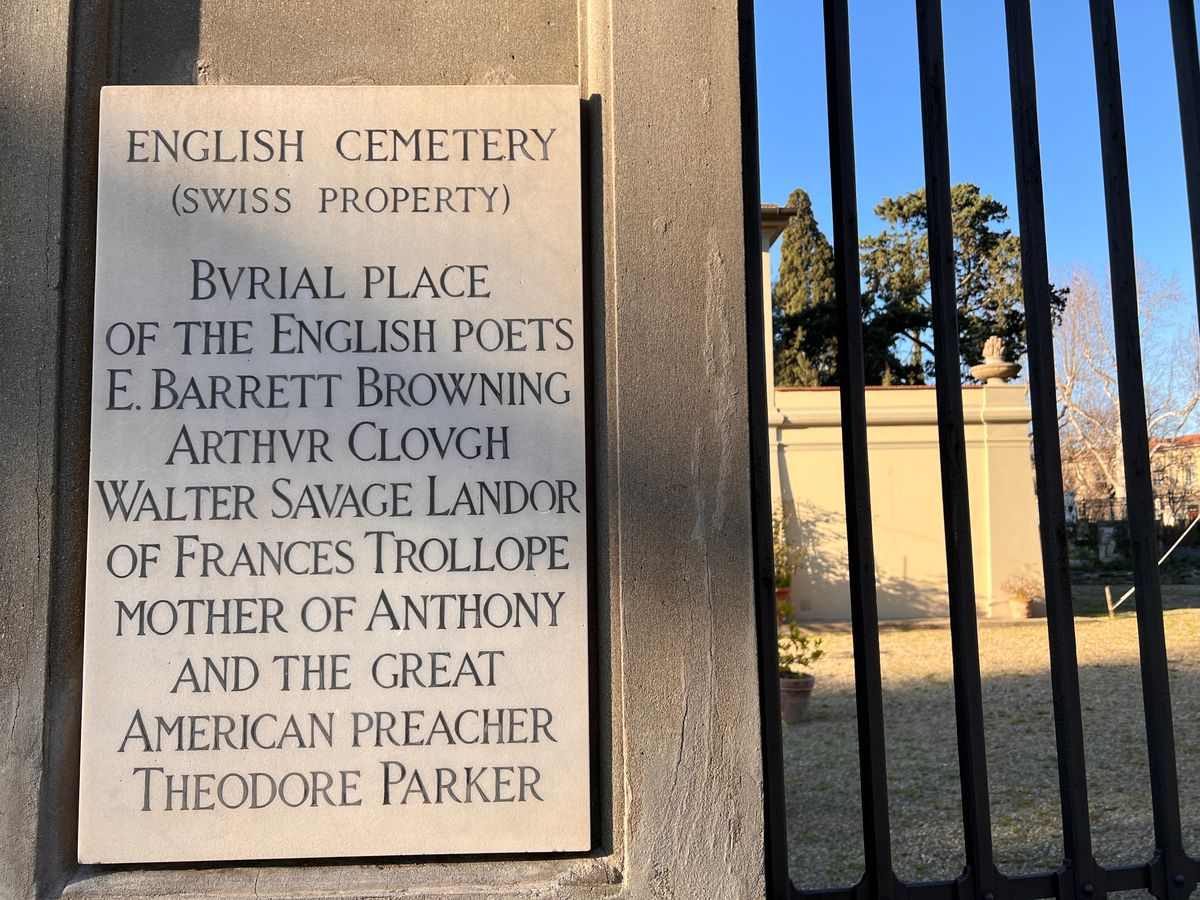 ENGLISH CEMETERY
(SWISS PROPERTY)
BVRIAL PLACE
OF THE ENGLISH POETS
E. BARRETT BROWNING
ARTHVR CLOVGH
WALTER SAVAGE LANDOR
OF FRANCES TROLLOPE
MOTHER OF ANTHONY
AND THE GREAT
AMERICAN PREACHER
THEODORE PARKER